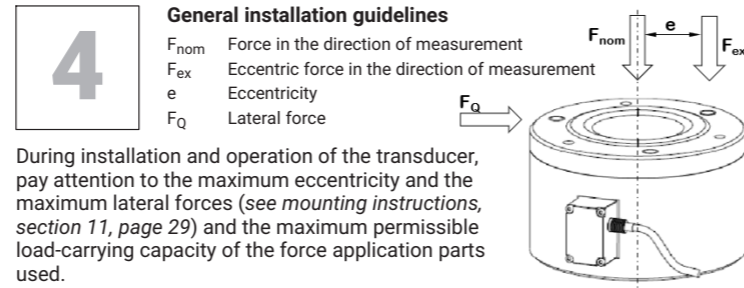 4
General installation guidelines
Fnom Force in the direction of measurement
Fex Eccentric force in the direction of measurement
e Eccentricity
FQ Lateral force
Fnom
e
Fex
FQ
During installation and operation of the transducer,
pay attention to the maximum eccentricity and the
maximum lateral forces (see mounting instructions,
section 11, page 29) and the maximum permissible
load-carrying capacity of the force application parts
used.